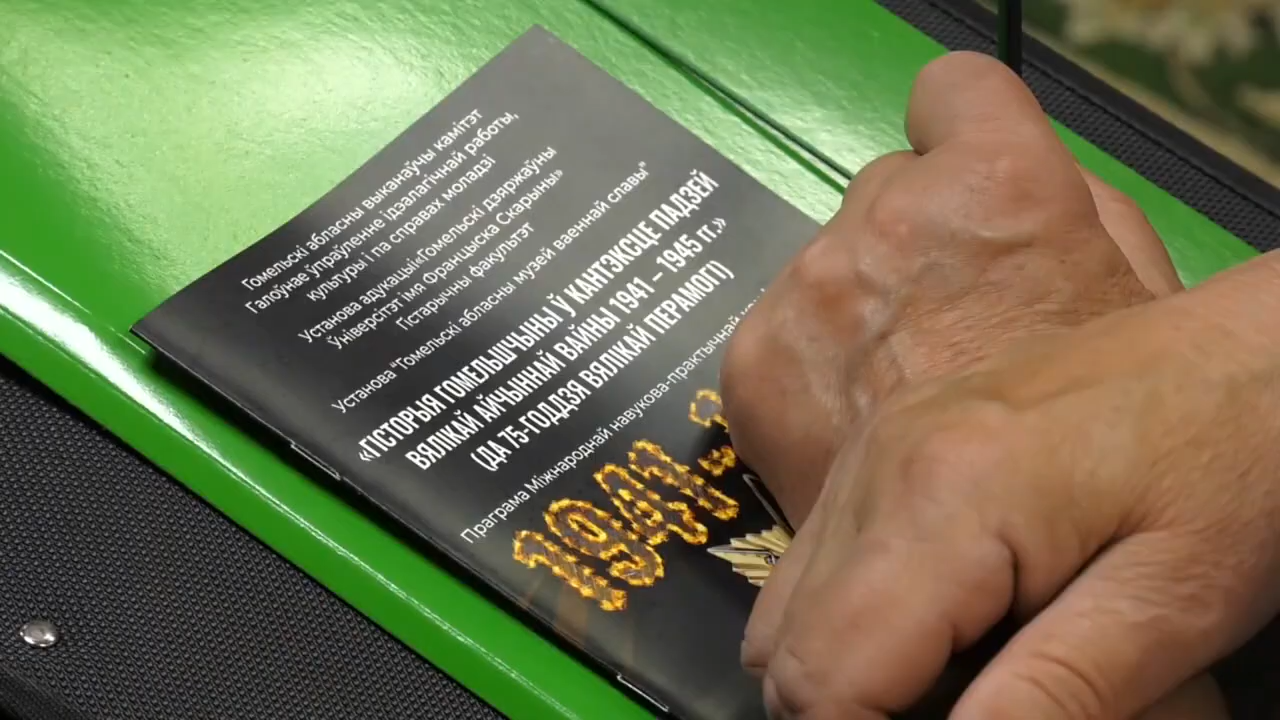 Гомельскі абласны выканаўчы камітэт
Галоўнае ўпраўленне ідэалагічнай работы,
культуры і па справах моладзі
Установа адукацыі«Гомельскі дзяржаўны
ўніверсітэт імя Францыска Скарыны»
Гістарычны факультэт
Установа "Гомельскі абласны музей ваеннай славы"
«ГІСТОРЫЯ ГОМЕЛЬШЧЫНЫ Ў КАНТЭКСЦЕ ПАДЗЕЙ
ВЯЛІКАЙ АЙЧЫННАЙ ВАЙНЫ 1941 – 1945 гг.»
(ДА 75-ГОДДЗЯ ВЯЛІКАЙ ПЕРАМОГІ)
Праграма Міжнароднай навукова-практычнай
1941